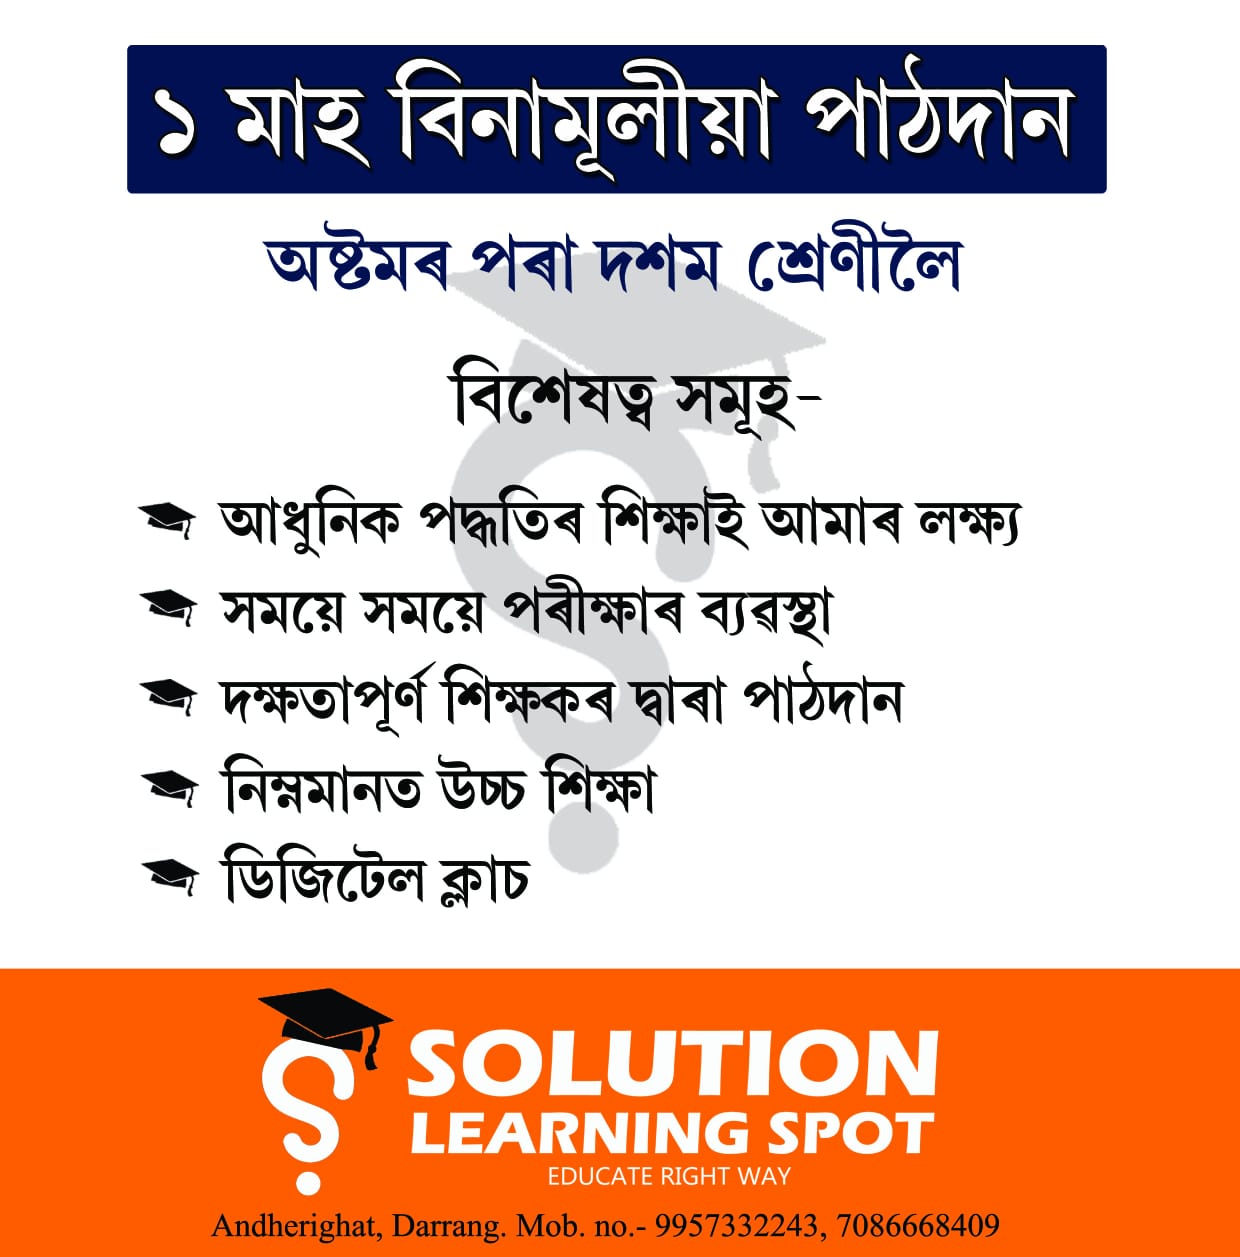 ১ মাহ বিনামূলীয়া পাঠদান
অষ্টমৰ পৰা দশম শ্ৰেণীলৈ
বিশেষত্ব সমূহ-
আধুনিক পদ্ধতিৰ শিক্ষাই আমাৰ লক্ষ্য
সময়ে সময়ে পৰীক্ষাৰ ব্যৱস্থা
দক্ষতাপূৰ্ণ শিক্ষকৰ দ্বাৰা পাঠদান
নিম্নমানত উচ্চ শিক্ষা
ডিজিটেল ক্লাচ
SOLUTION
LEARNING SPOT
EDUCATE RIGHT WAY
Andherighat, Darrang. Mob. no.- 9957332243, 7086668409